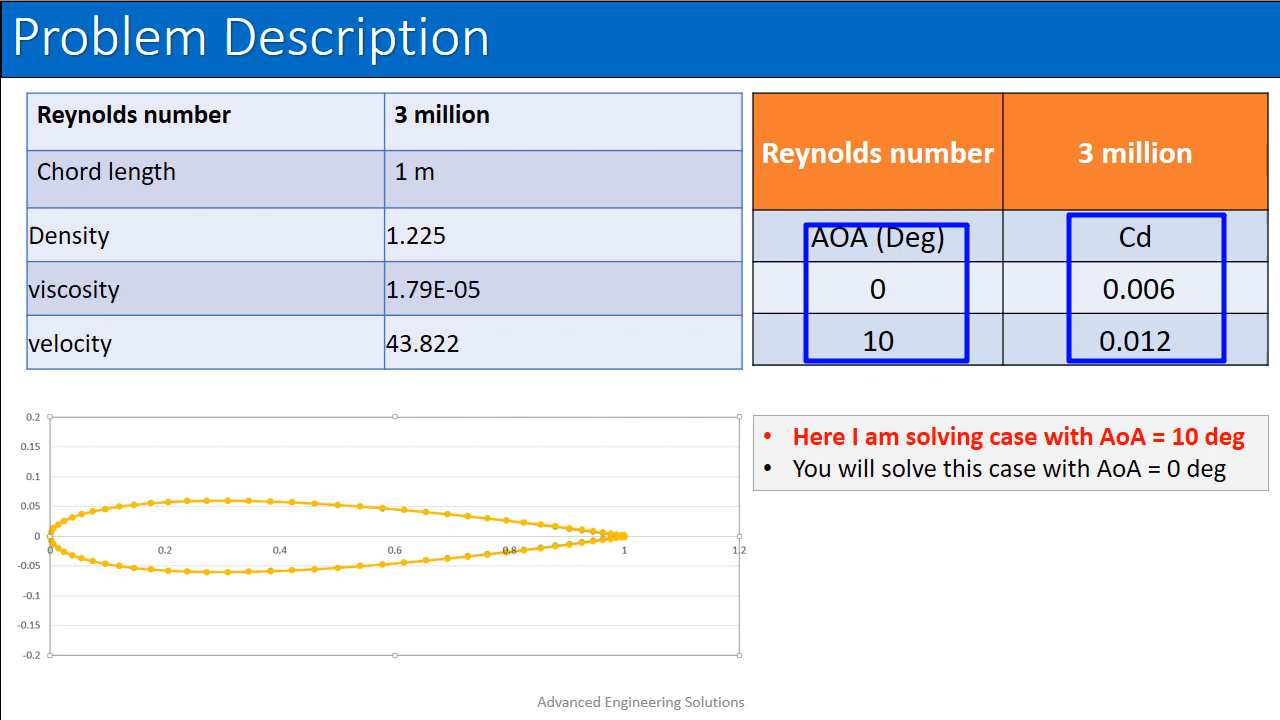 Problem Description
Reynolds number 3 million
Chord length 1 m
Density 1.225
viscosity 1.79E-05
velocity 43.822
Reynolds number 3 million
AOA (Deg) Cd
0 0.006
10 0.012
0.2
0.15
0.1
0.05
0
-0.05
-0.1
-0.15
-0.2
0 0.2 0.4 0.6 0.8 1 1.2
• Here I am solving case with AoA = 10 deg
• You will solve this case with AoA = 0 deg
Advanced Engineering Solutions